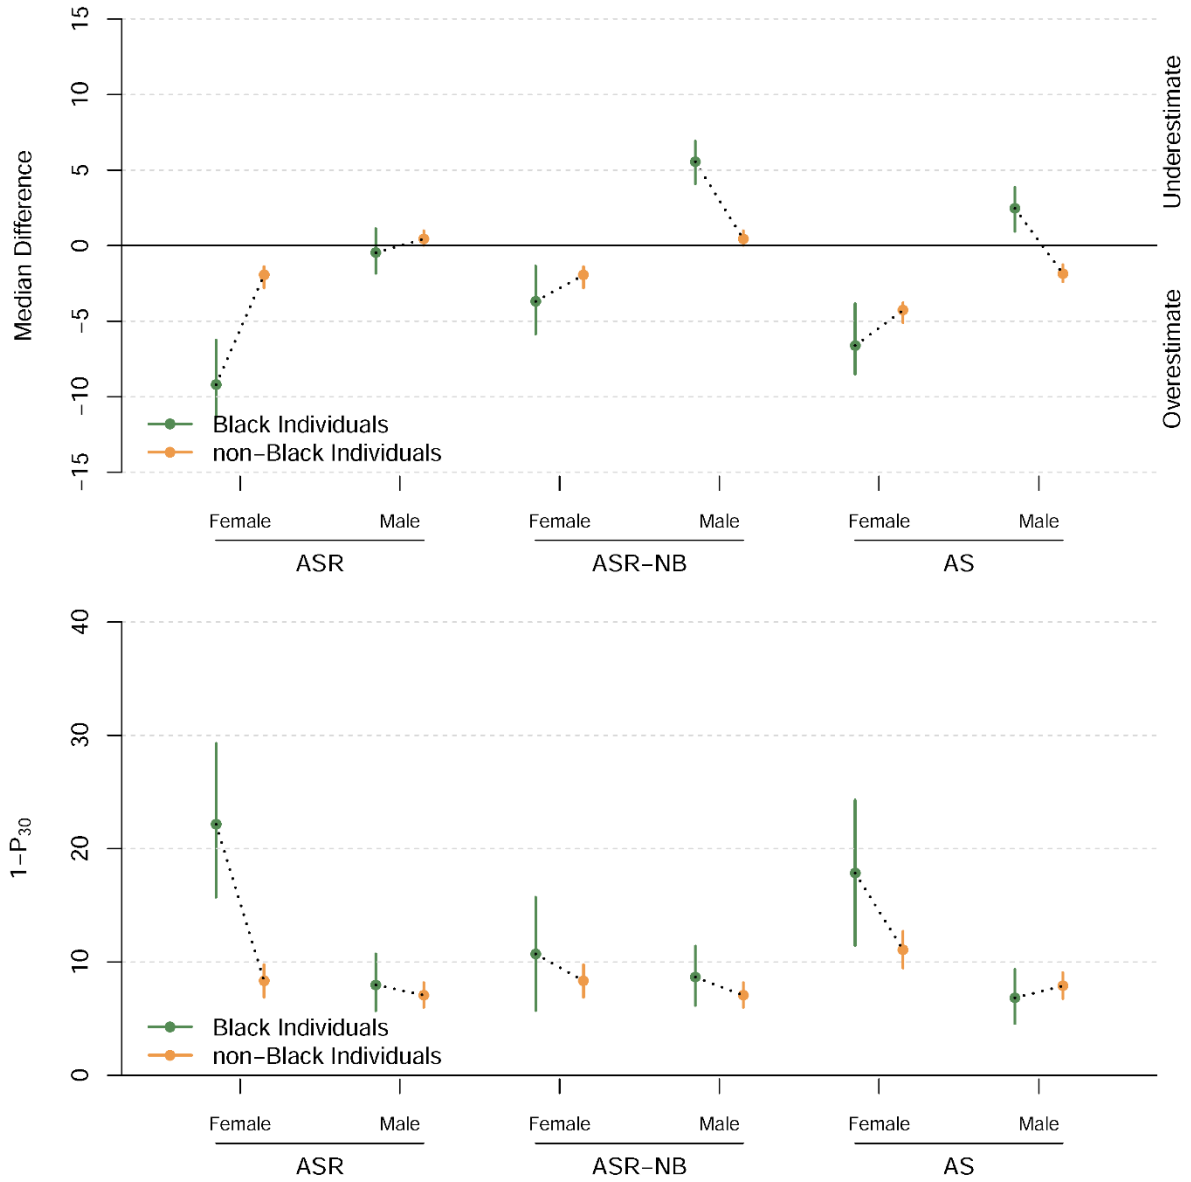 15
10
5
0
−5
−10
−15
Median Difference
Underestimate
Overestimate
Black Individuals
non−Black Individuals
Female Male Female Male Female Male
ASR ASR−NB AS
40
30
20
10
0
1−P₃₀
Black Individuals
non−Black Individuals
Female Male Female Male Female Male
ASR ASR−NB AS